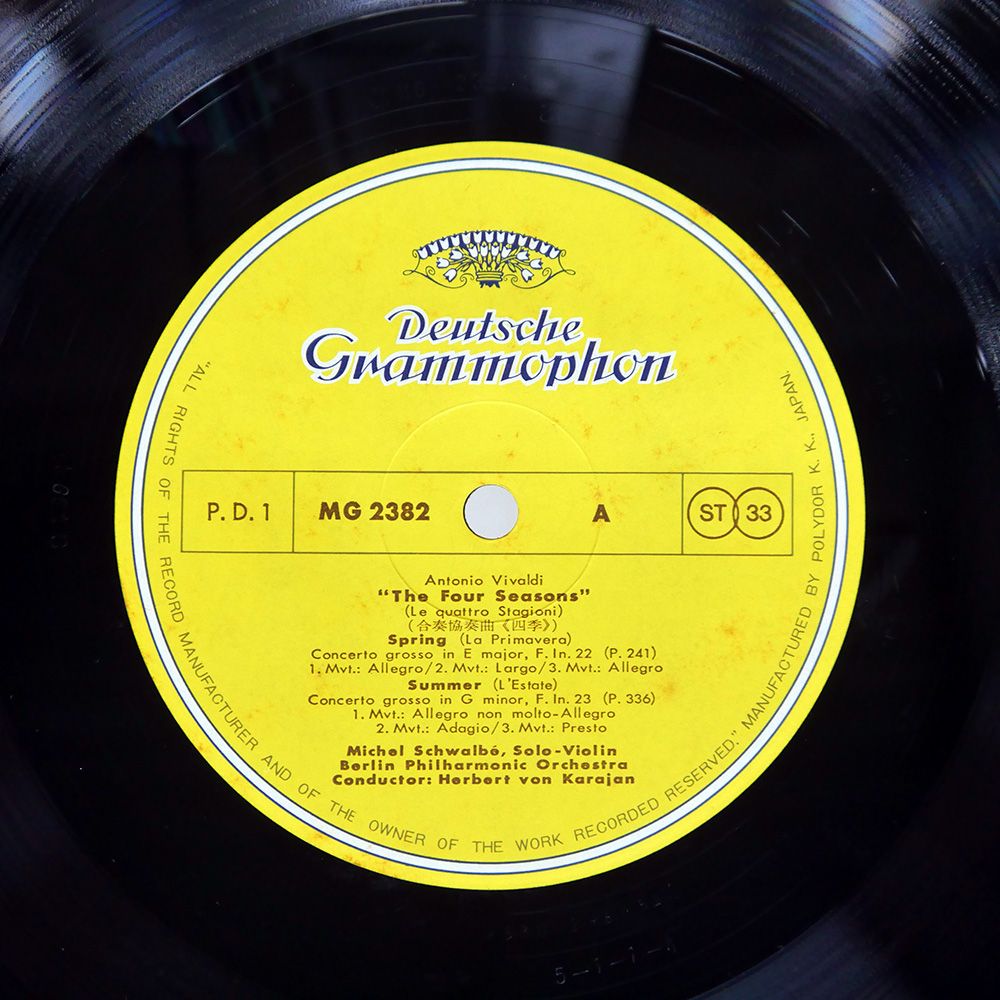 Deutsche
Grammophon
P. D. 1
MG 2382
A
ST 33
Antonio Vivaldi
"The Four Seasons"
(Le quattro Stagioni)
(合奏協奏曲《四季》)
Spring (La Primavera)
Concerto grosso in E major, F. In. 22 (P. 241)
1. Mvt.: Allegro/2. Mvt.: Largo/3. Mvt.: Allegro
Summer (L'Estate)
Concerto grosso in G minor, F. In. 23 (P. 336)
1. Mvt.: Allegro non molto-Allegro
2. Mvt.: Adagio/3. Mvt.: Presto
Michel Schwalbé, Solo-Violin
Berlin Philharmonic Orchestra
Conductor: Herbert von Karajan
"ALL RIGHTS OF THE RECORD MANUFACTURER AND OF THE OWNER OF THE WORK RECORDED RESERVED." MANUFACTURED BY POLYDOR K. K., JAPAN.